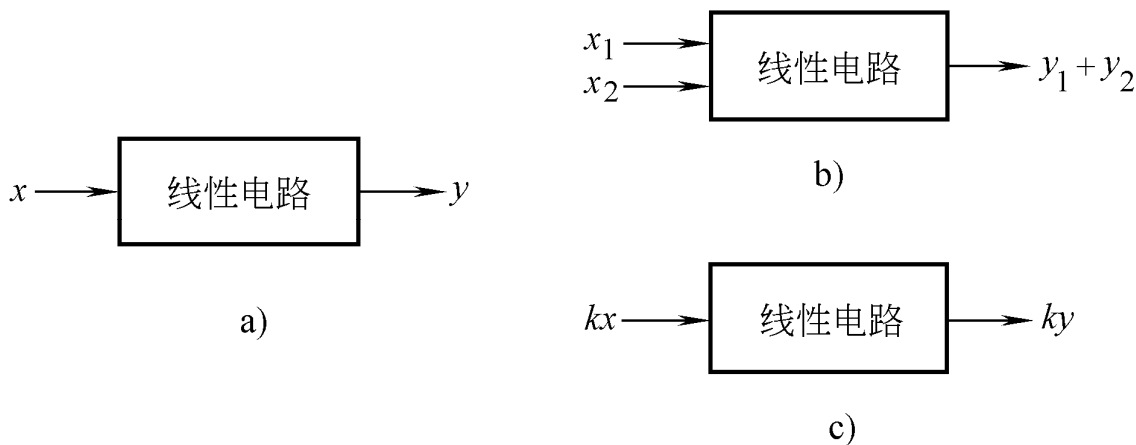 x 线性电路 y
a)
x1
x2
线性电路 y1 + y2
b)
kx 线性电路 ky
c)